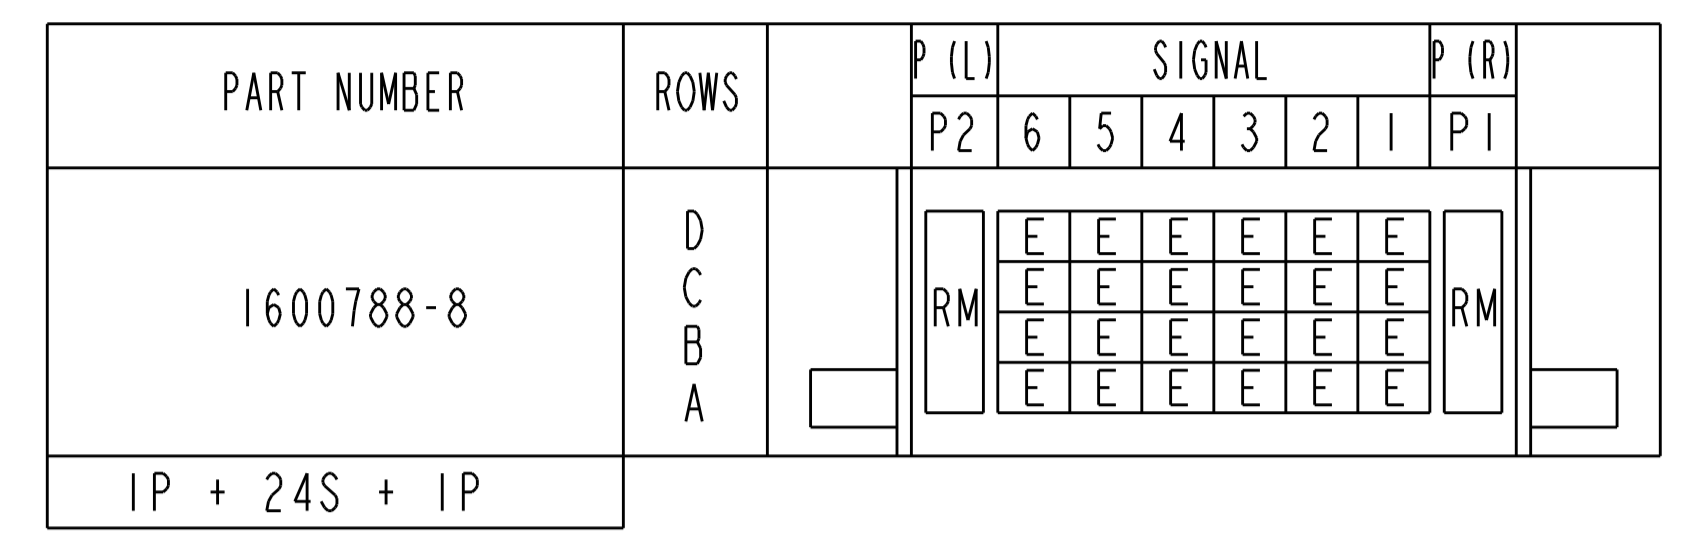 PART NUMBER ROWS P (L) SIGNAL P (R)
P2 6 5 4 3 2 1 P1
D E E E E E E
C E E E E E E
1600788-8 RM RM
B E E E E E E
A E E E E E E
1P + 24S + 1P